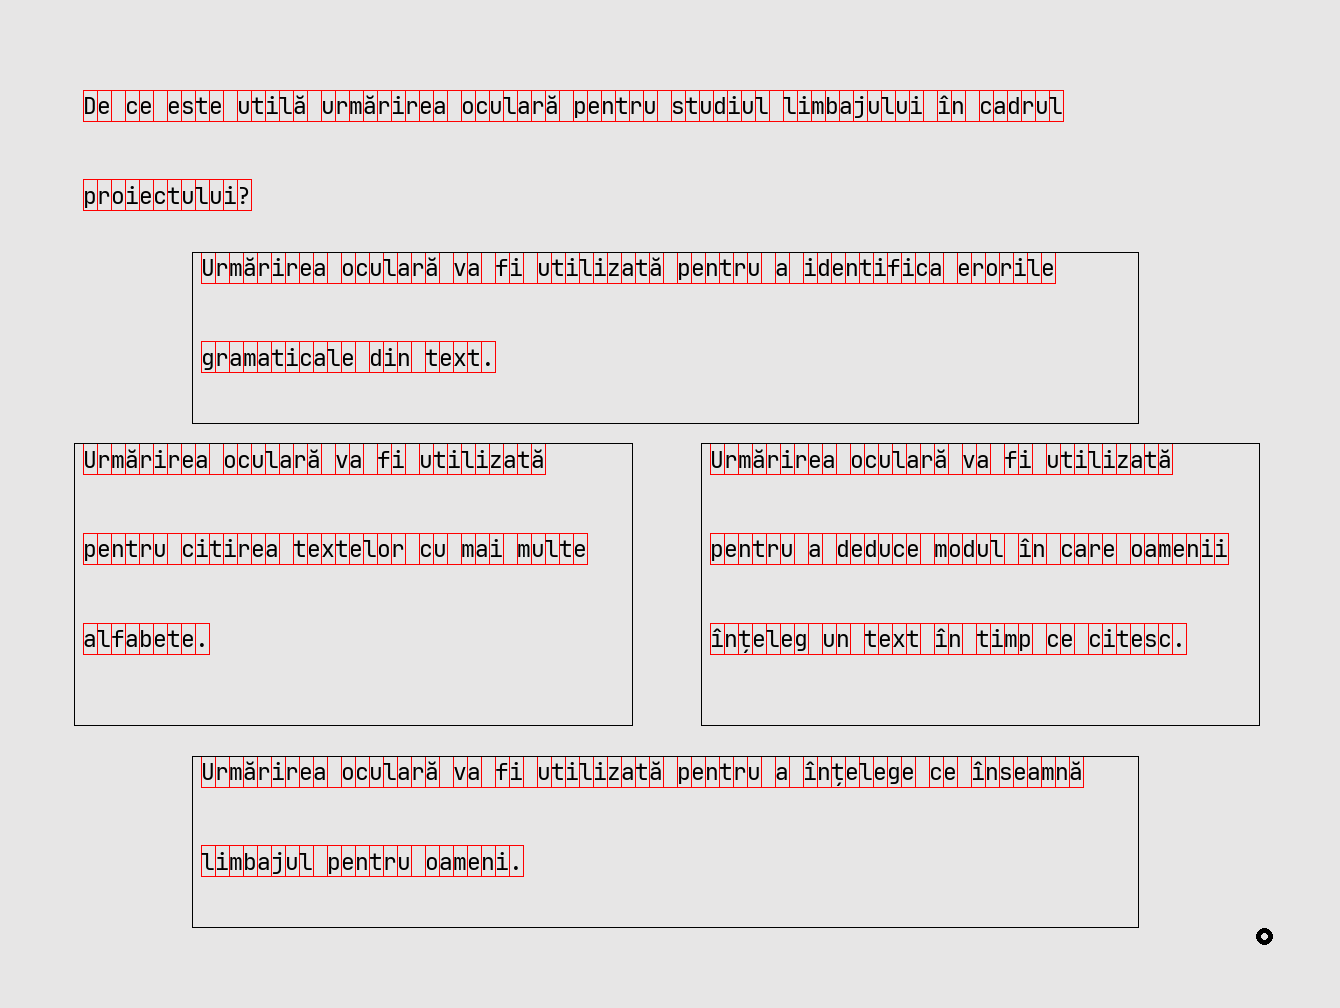 De ce este utilă urmărirea oculară pentru studiul limbajului în cadrul
proiectului?
Urmărirea oculară va fi utilizată pentru a identifica erorile
gramaticale din text.
Urmărirea oculară va fi utilizată
pentru citirea textelor cu mai multe
alfabete.
Urmărirea oculară va fi utilizată
pentru a deduce modul în care oamenii
înțeleg un text în timp ce citesc.
Urmărirea oculară va fi utilizată pentru a înțelege ce înseamnă
limbajul pentru oameni.